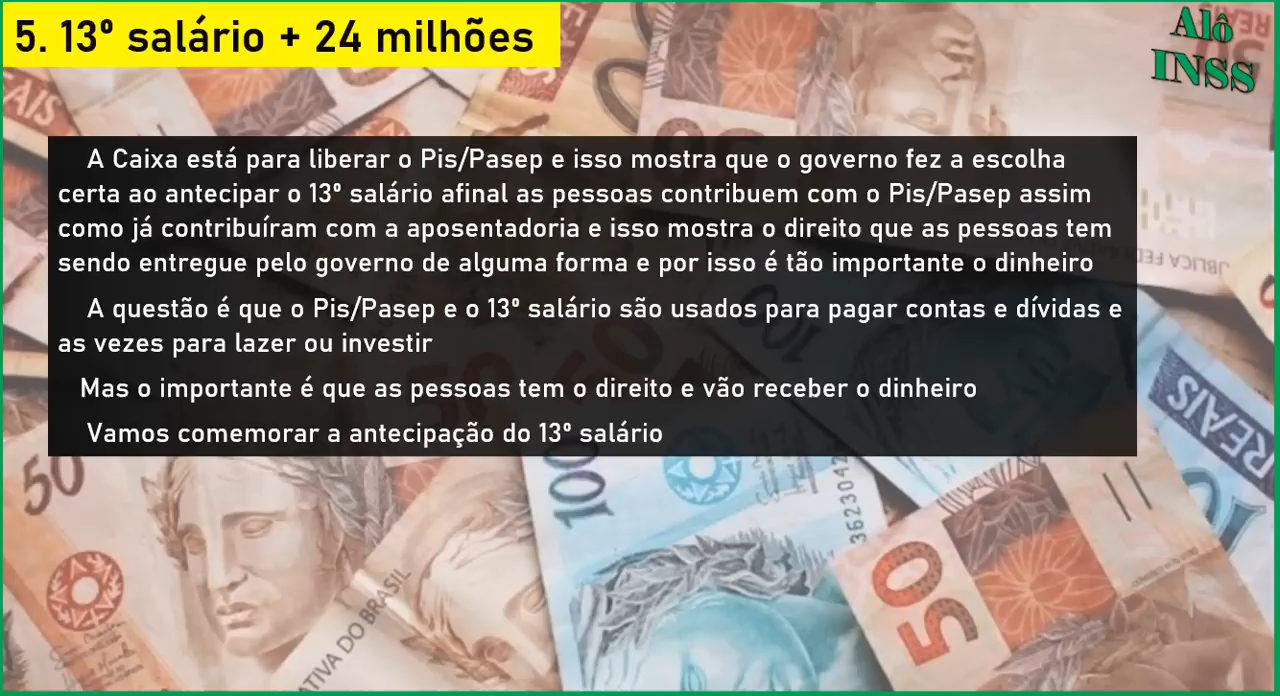 5. 13º salário + 24 milhões
Alô
INSS
A Caixa está para liberar o Pis/Pasep e isso mostra que o governo fez a escolha
certa ao antecipar o 13º salário afinal as pessoas contribuem com o Pis/Pasep assim
como já contribuíram com a aposentadoria e isso mostra o direito que as pessoas tem
sendo entregue pelo governo de alguma forma e por isso é tão importante o dinheiro
A questão é que o Pis/Pasep e o 13º salário são usados para pagar contas e dívidas e
as vezes para lazer ou investir
Mas o importante é que as pessoas tem o direito e vão receber o dinheiro
Vamos comemorar a antecipação do 13º salário
50
100
REAIS
50